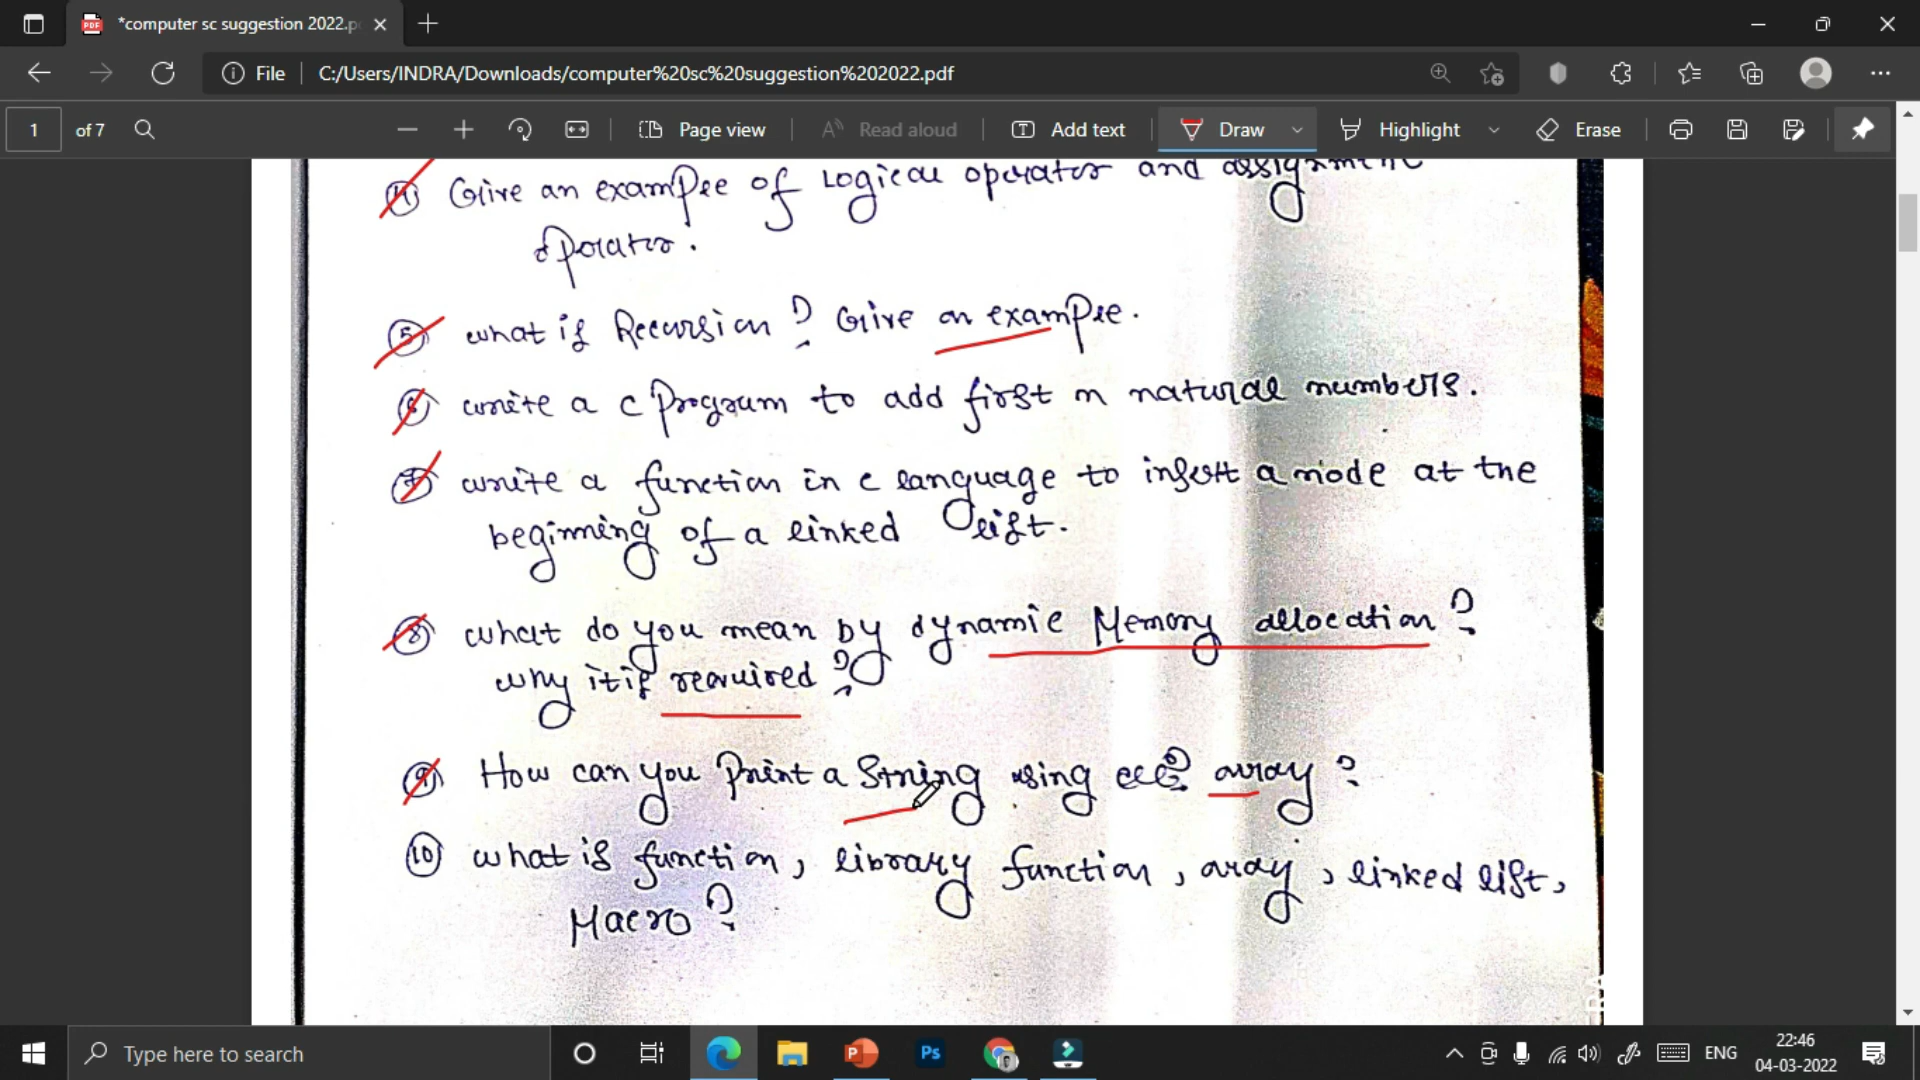 *computer sc suggestion 2022.p
File
C:/Users/INDRA/Downloads/computer%20sc%20suggestion%202022.pdf
1 of 7
Page view
Read aloud
Add text
Draw
Highlight
Erase
Give an example of Logical operator and assignment
operator.
5 what is Recursion? Give an example.
6 write a c program to add first n natural numbers.
7 write a function in c language to insert a node at the
beginning of a linked list.
8 what do you mean by dynamic Memory allocation?
why it is required?
9 How can you print a string using array?
10 what is function, library function, array, linked list,
Macro?
Type here to search
Ps
ENG
22:46
04-03-2022